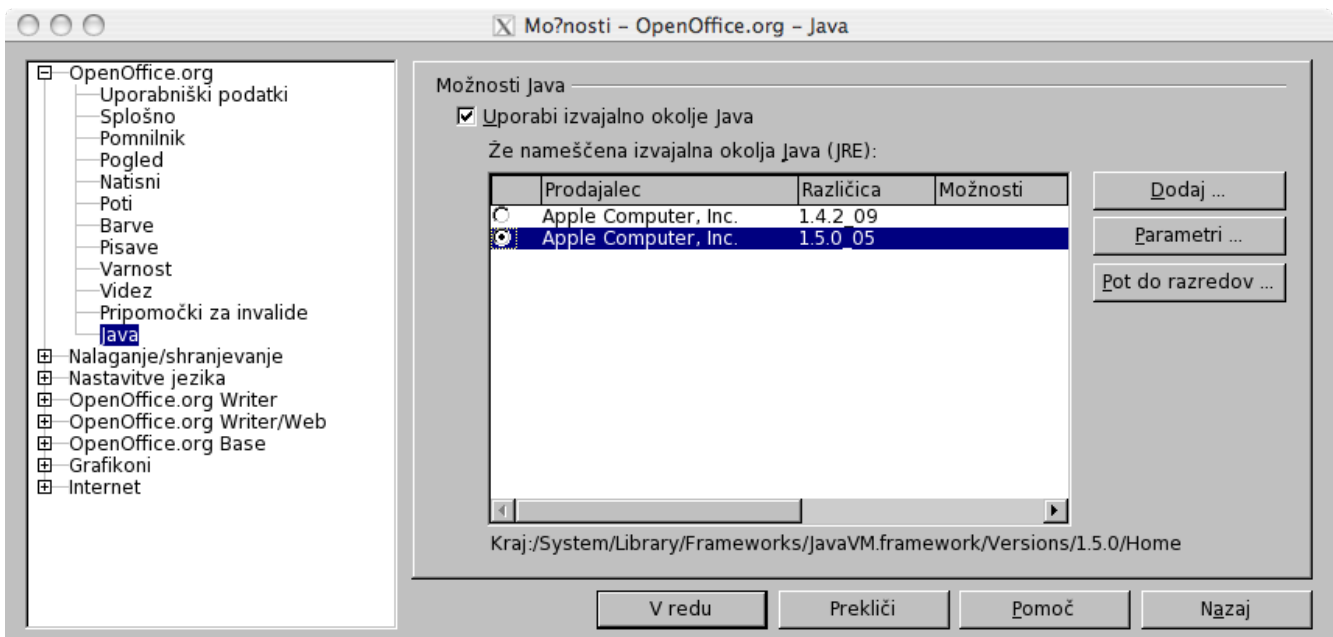 Mo?nosti – OpenOffice.org – Java
OpenOffice.org
Uporabniški podatki
Splošno
Pomnilnik
Pogled
Natisni
Poti
Barve
Pisave
Varnost
Videz
Pripomočki za invalide
Java
Nalaganje/shranjevanje
Nastavitve jezika
OpenOffice.org Writer
OpenOffice.org Writer/Web
OpenOffice.org Base
Grafikoni
Internet
Možnosti Java
Uporabi izvajalno okolje Java
Že nameščena izvajalna okolja Java (JRE):
Prodajalec Različica Možnosti
Apple Computer, Inc. 1.4.2_09
Apple Computer, Inc. 1.5.0_05
Dodaj ...
Parametri ...
Pot do razredov ...
Kraj:/System/Library/Frameworks/JavaVM.framework/Versions/1.5.0/Home
V redu Prekliči Pomoč Nazaj